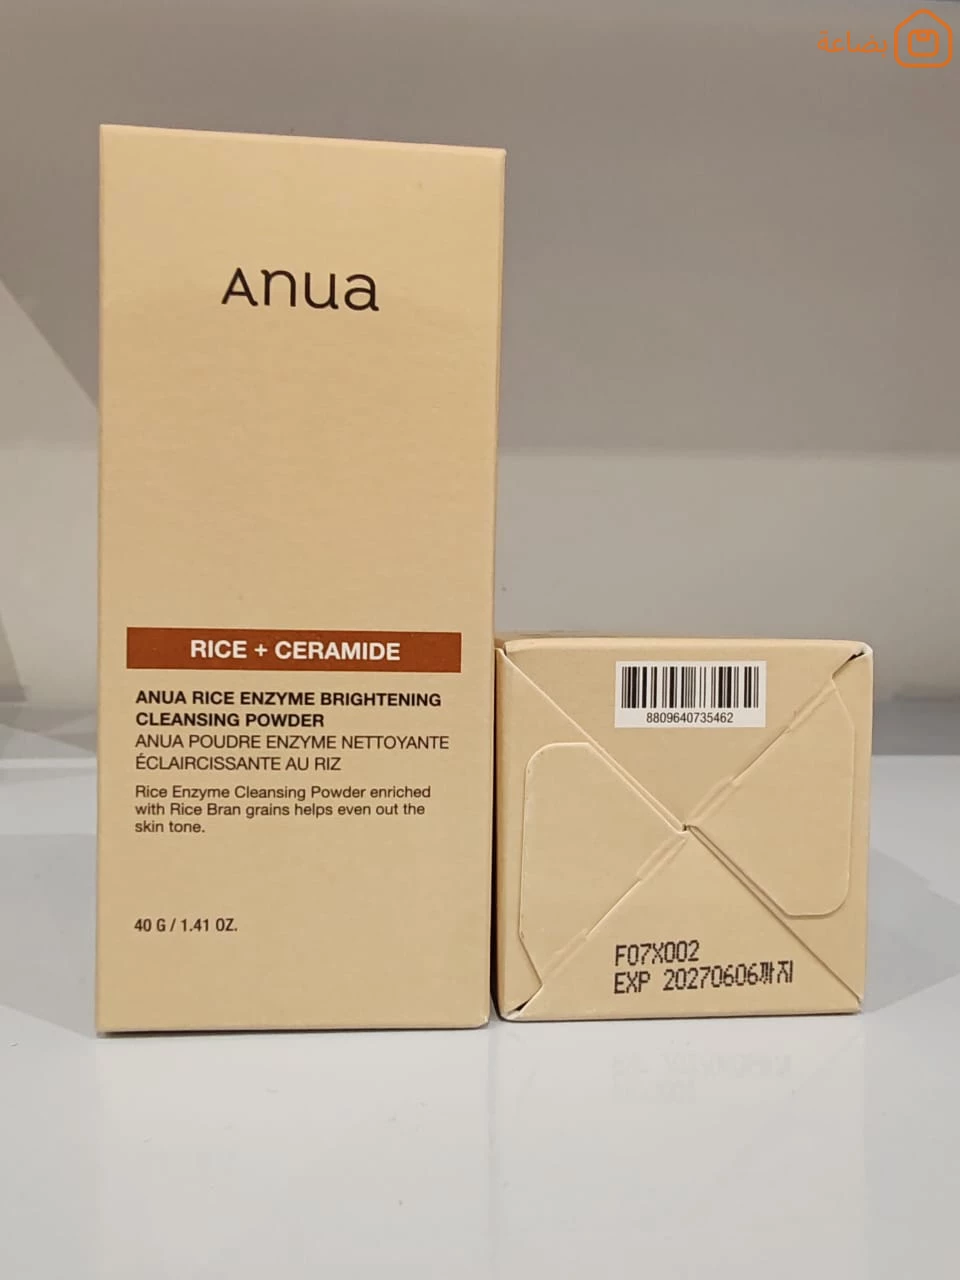 بضاعة
Anua
RICE + CERAMIDE
ANUA RICE ENZYME BRIGHTENING
CLEANSING POWDER
ANUA POUDRE ENZYME NETTOYANTE
ÉCLAIRCISSANTE AU RIZ
Rice Enzyme Cleansing Powder enriched
with Rice Bran grains helps even out the
skin tone.
40 G / 1.41 OZ.
8809640735462
F07X002
EXP 20270606까지